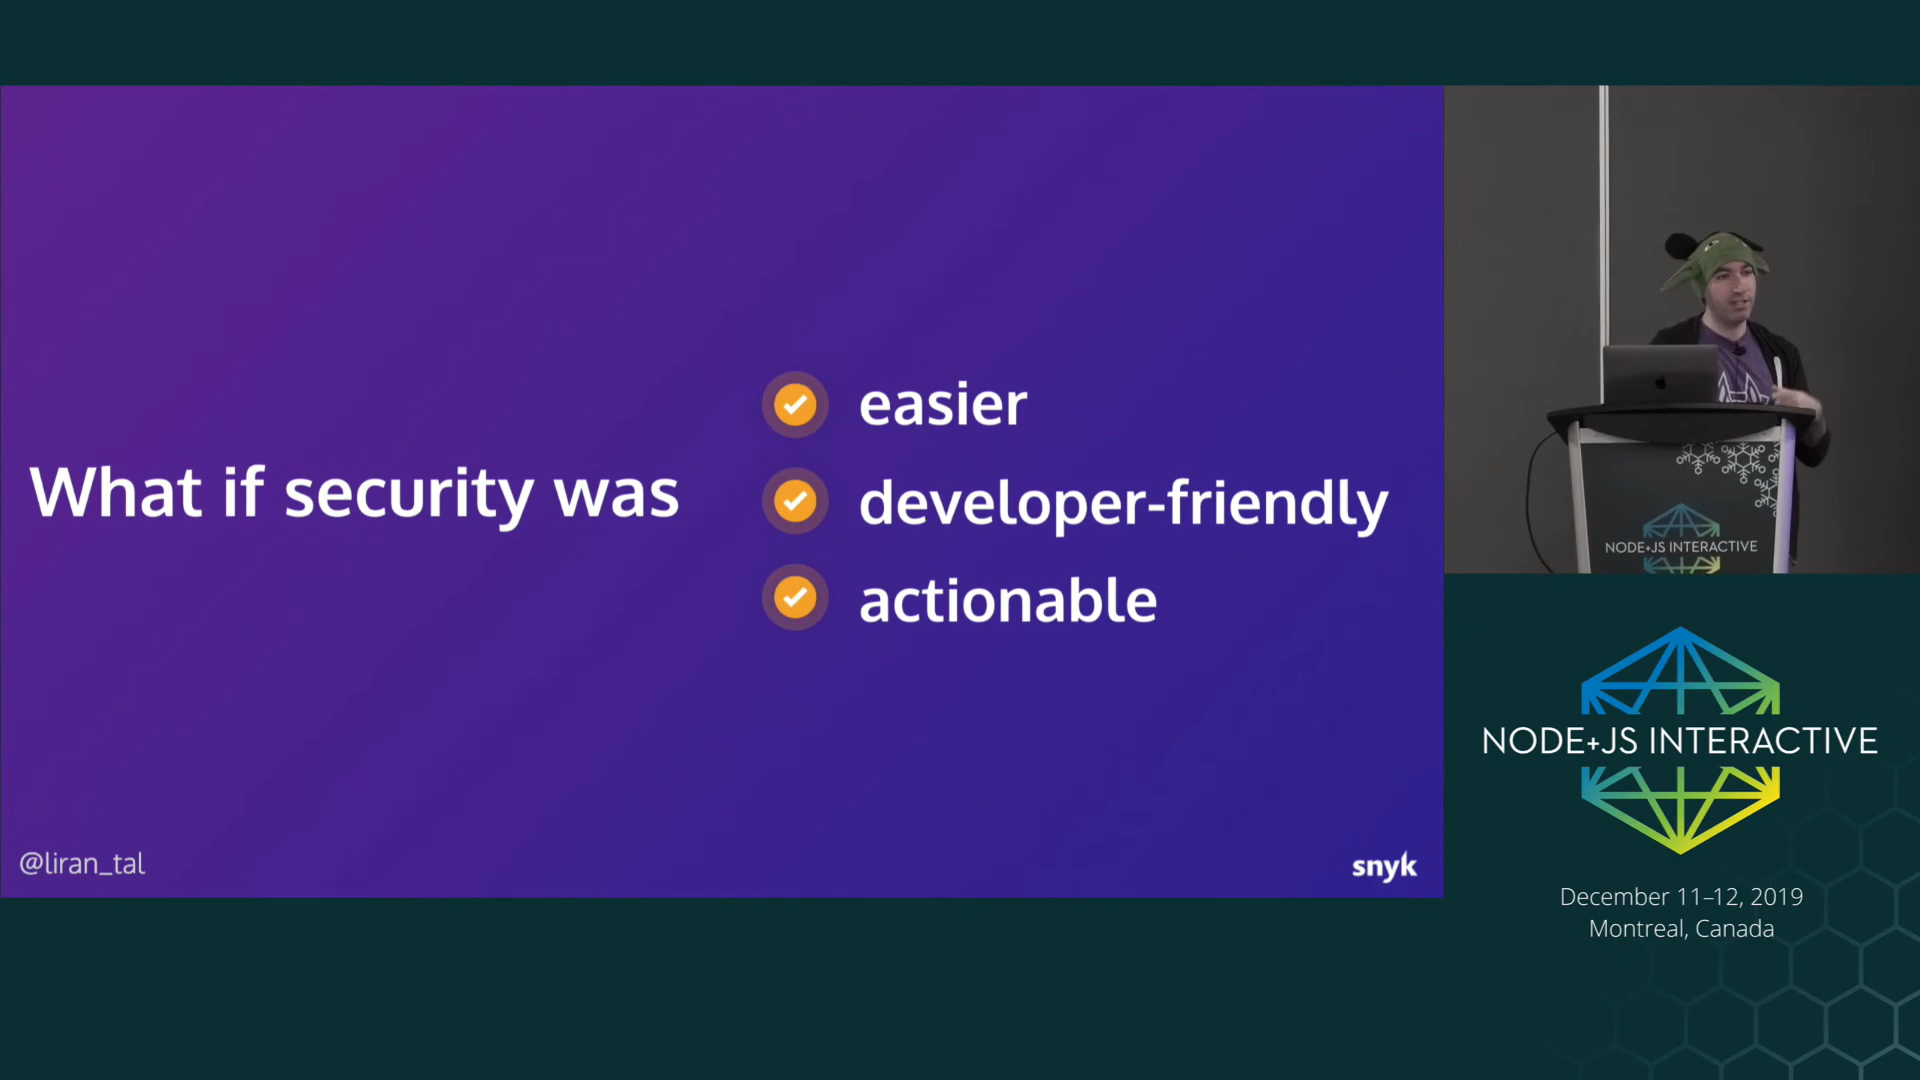 What if security was
easier
developer-friendly
actionable
@liran_tal
snyk
NODE+JS INTERACTIVE
NODE+JS INTERACTIVE
December 11–12, 2019
Montreal, Canada